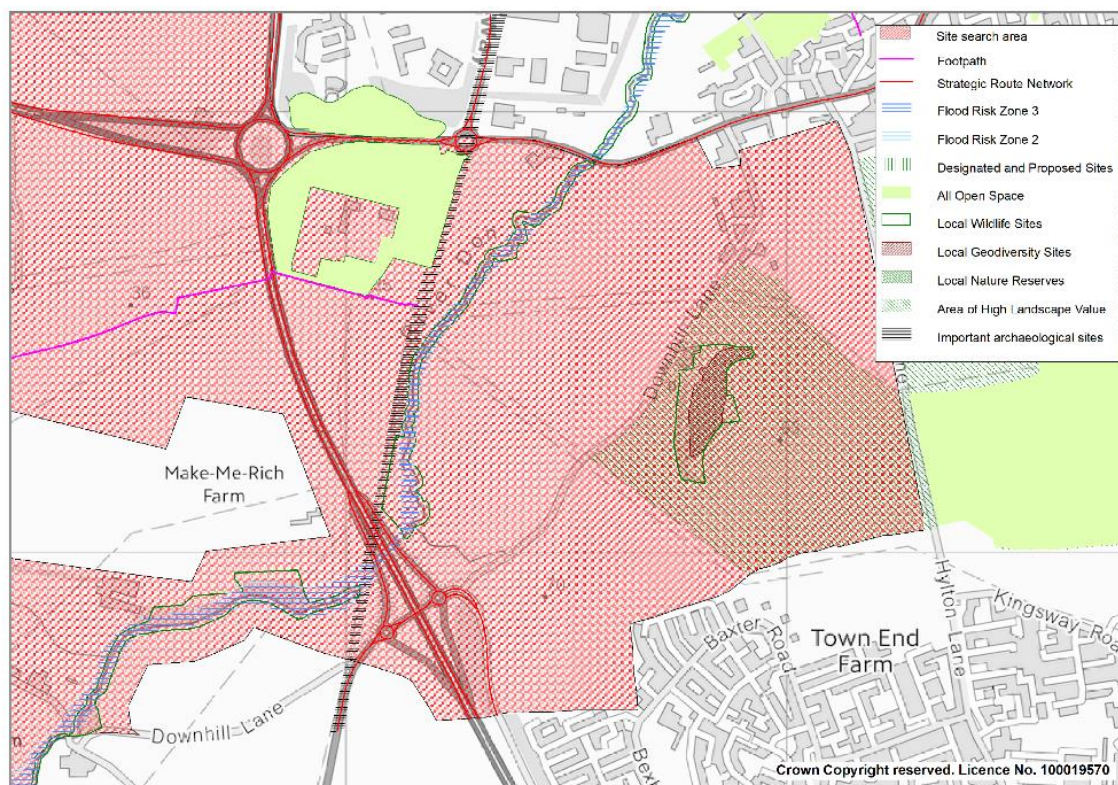 Site search area
Footpath
Strategic Route Network
Flood Risk Zone 3
Flood Risk Zone 2
Designated and Proposed Sites
All Open Space
Local Wildlife Sites
Local Geodiversity Sites
Local Nature Reserves
Area of High Landscape Value
Important archaeological sites
36
Don
Downhill Lane
Make-Me-Rich
Farm
Downhill Lane
Baxter Road
Town End
Farm
Hylton Lane
Kingsway
Crown Copyright reserved. Licence No. 100019570